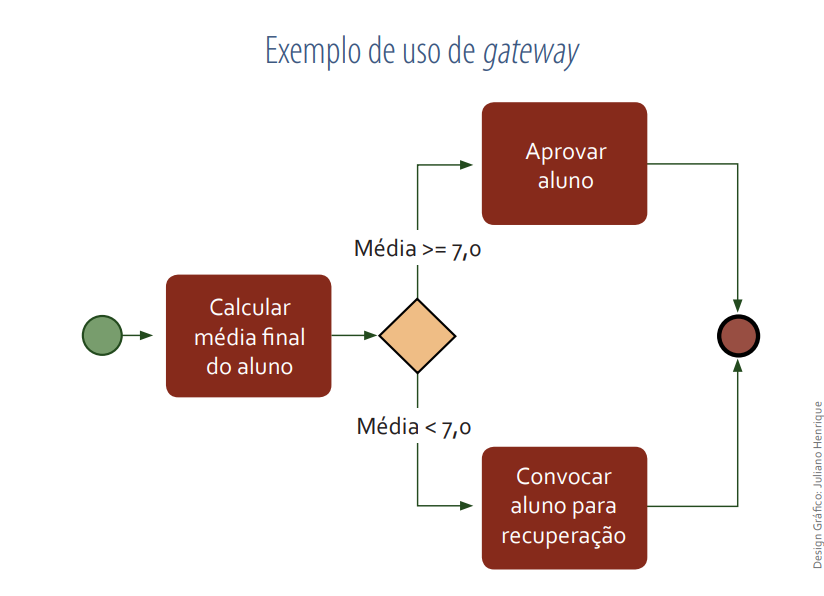 Exemplo de uso de gateway
Aprovar
aluno
Média >= 7,0
Calcular
média final
do aluno
Média < 7,0
Convocar
aluno para
recuperação
Design Gráfico: Juliano Henrique